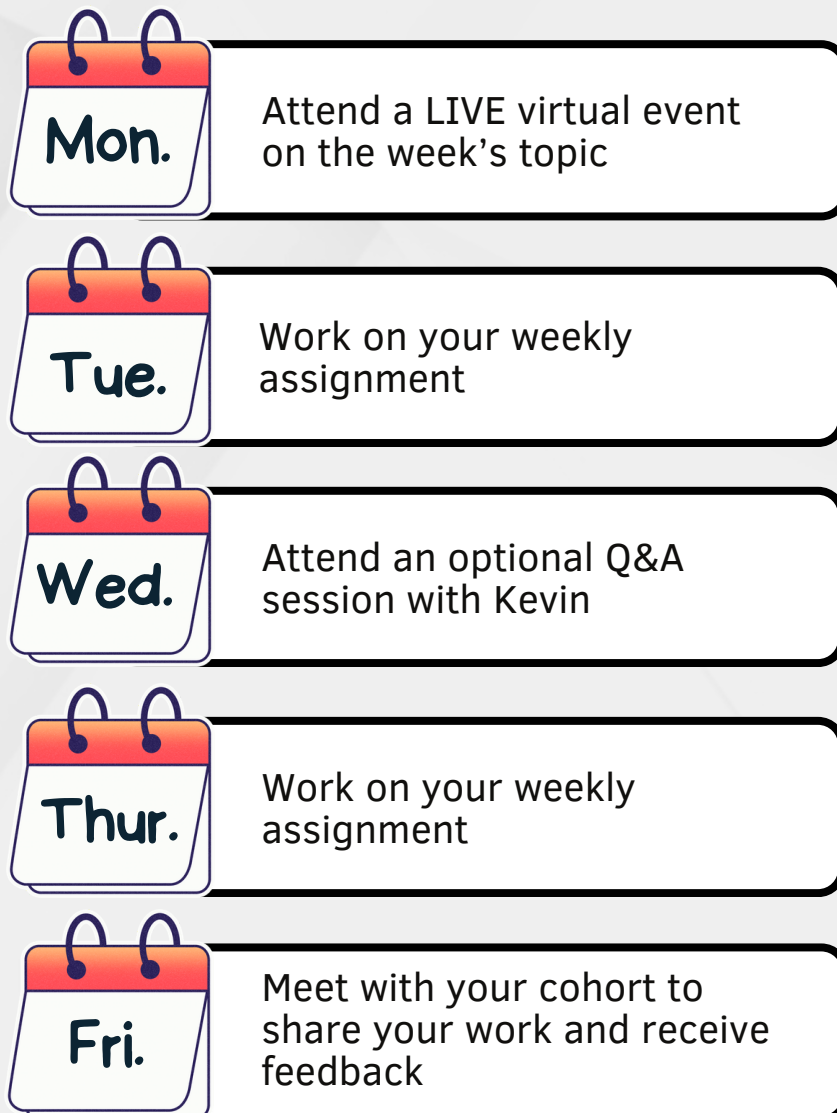 Mon.
Attend a LIVE virtual event
on the week’s topic
Tue.
Work on your weekly
assignment
Wed.
Attend an optional Q&A
session with Kevin
Thur.
Work on your weekly
assignment
Fri.
Meet with your cohort to
share your work and receive
feedback